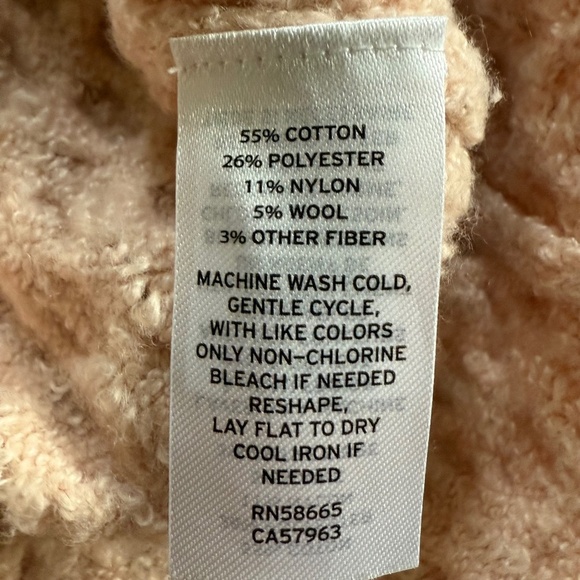 55% COTTON
26% POLYESTER
11% NYLON
5% WOOL
3% OTHER FIBER
MACHINE WASH COLD,
GENTLE CYCLE,
WITH LIKE COLORS
ONLY NON-CHLORINE
BLEACH IF NEEDED
RESHAPE,
LAY FLAT TO DRY
COOL IRON IF
NEEDED
RN58665
CA57963